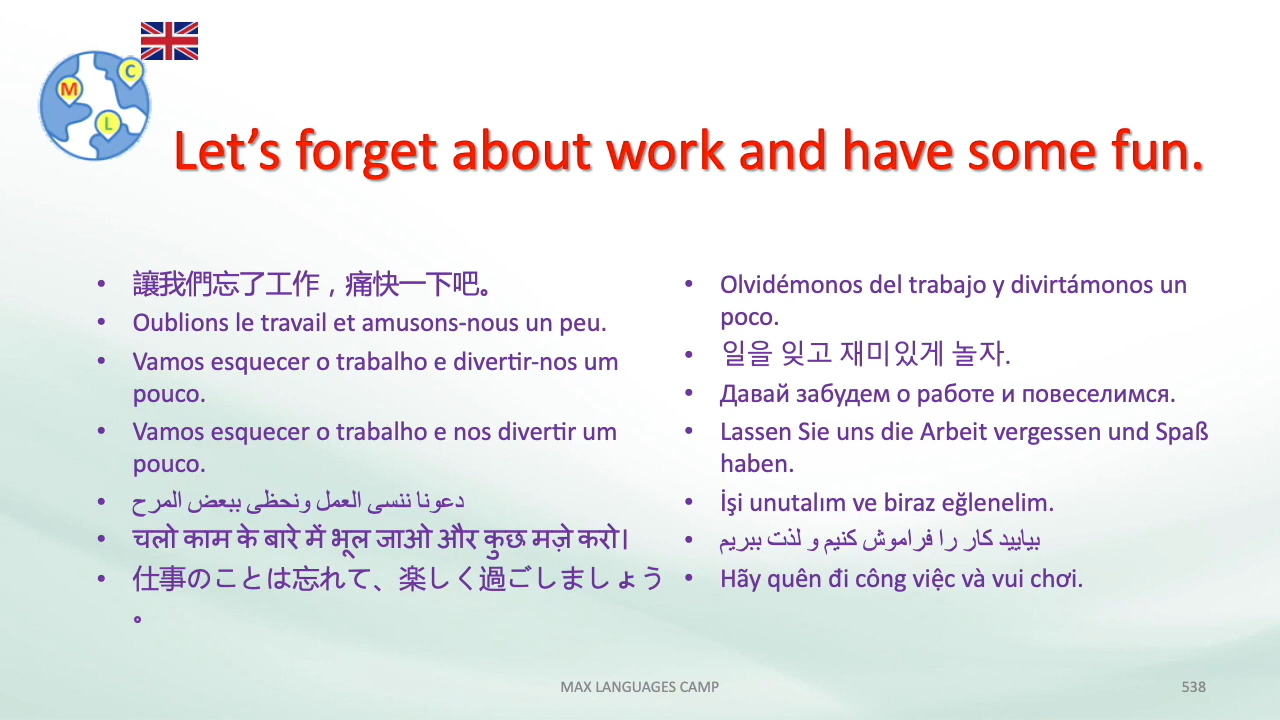 M
C
L
Let’s forget about work and have some fun.
• 讓我們忘了工作，痛快一下吧。
• Oublions le travail et amusons-nous un peu.
• Vamos esquecer o trabalho e divertir-nos um
pouco.
• Vamos esquecer o trabalho e nos divertir um
pouco.
• دعونا ننسى العمل ونحظى ببعض المرح
• चलो काम के बारे में भूल जाओ और कुछ मज़े करो।
• 仕事のことは忘れて、楽しく過ごしましょう
。
• Olvidémonos del trabajo y divirtámonos un
poco.
• 일을 잊고 재미있게 놀자.
• Давай забудем о работе и повеселимся.
• Lassen Sie uns die Arbeit vergessen und Spaß
haben.
• İşi unutalım ve biraz eğlenelim.
• بیایید کار را فراموش کنیم و لذت ببریم
• Hãy quên đi công việc và vui chơi.
MAX LANGUAGES CAMP
538